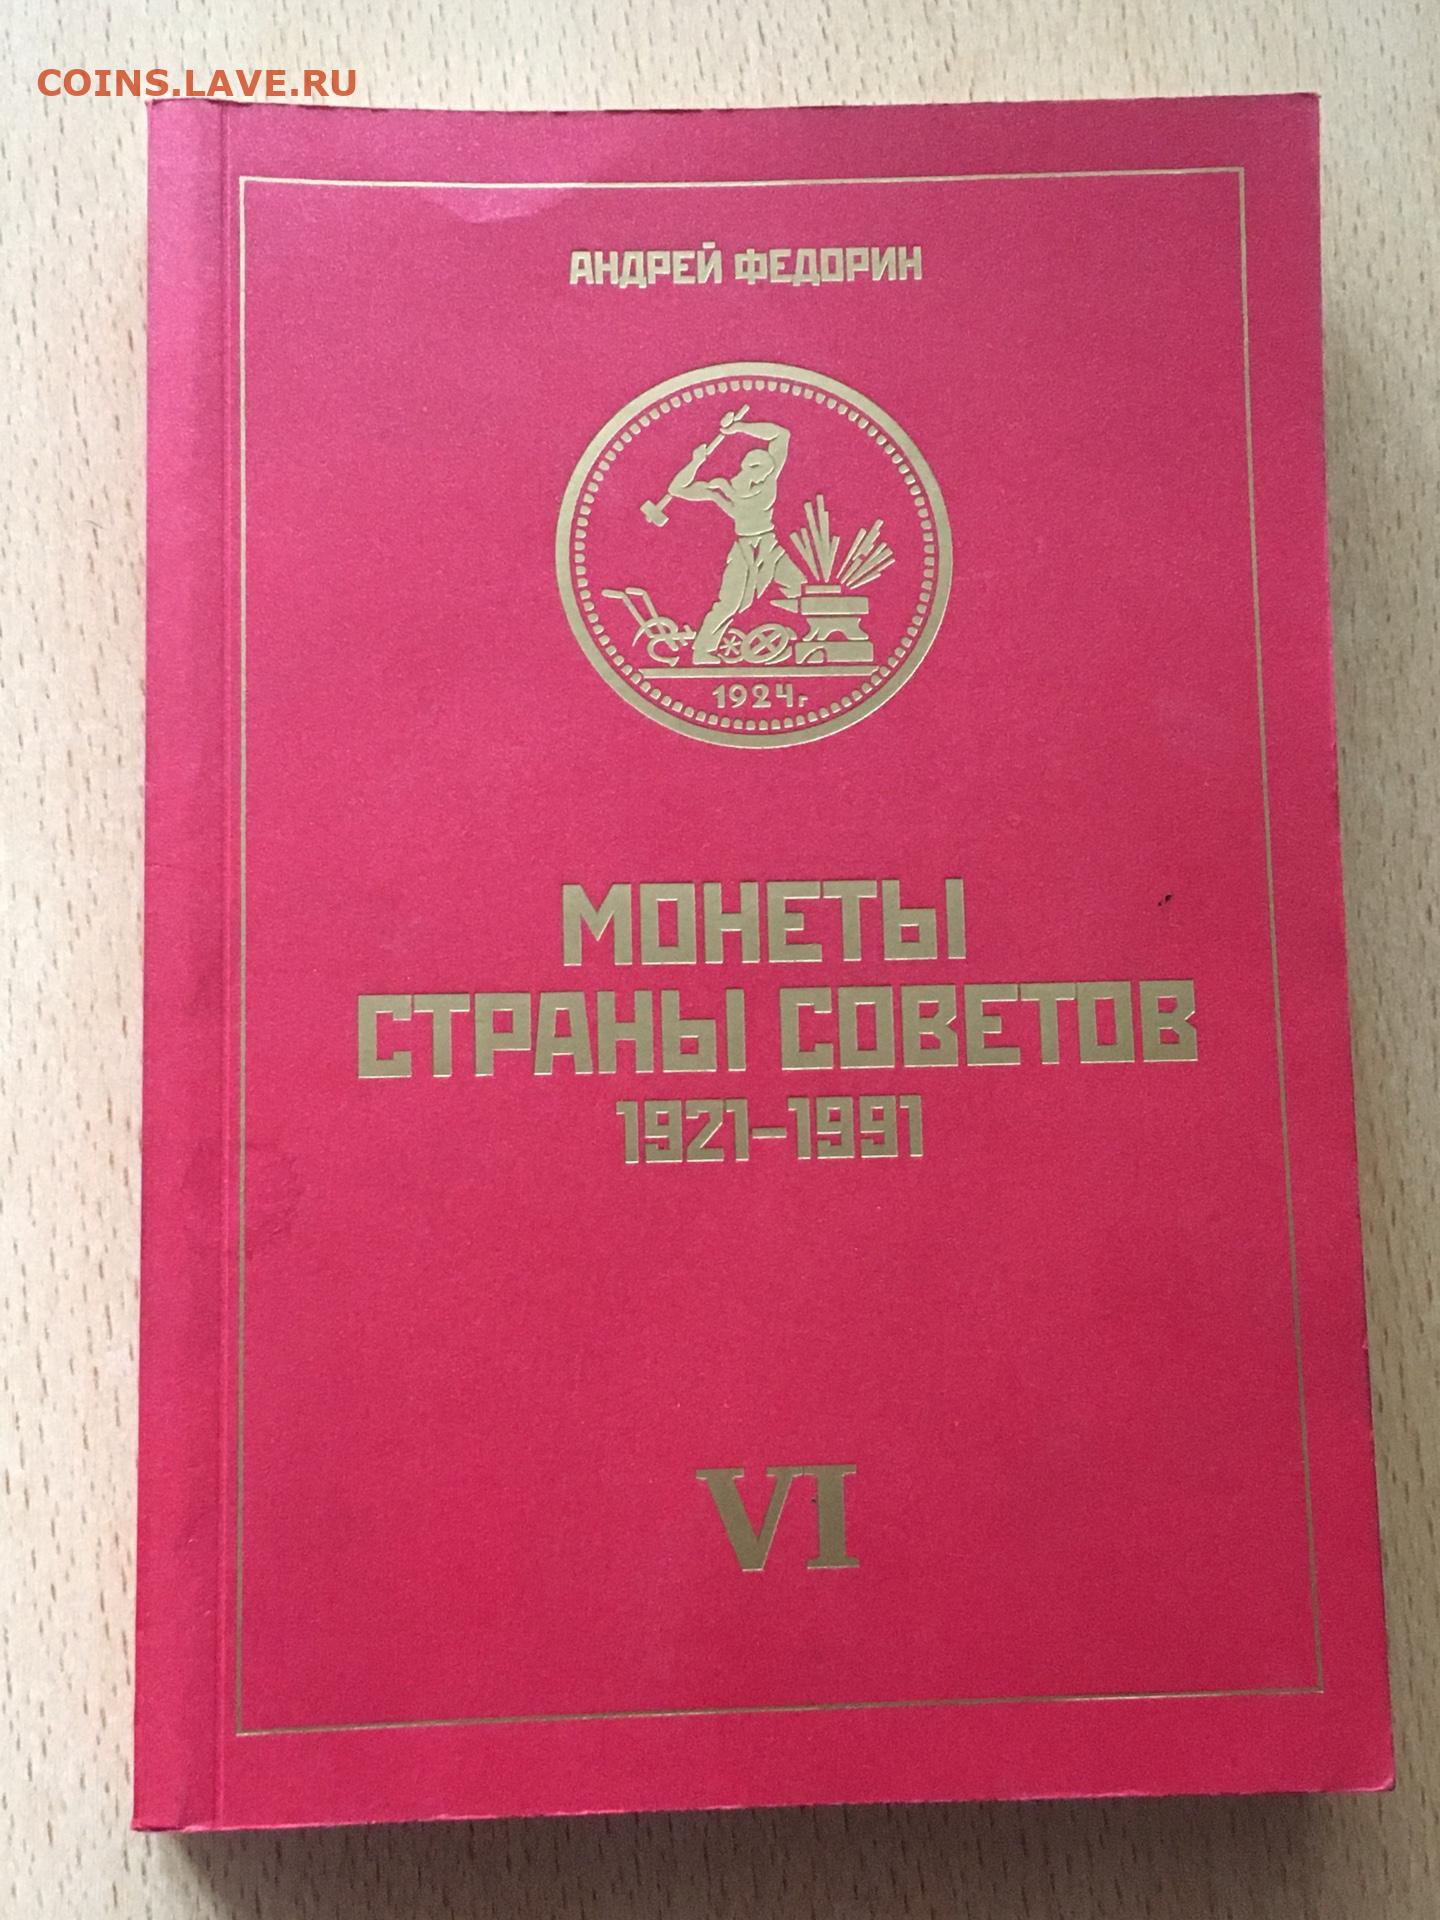 COINS.LAVE.RU
АНДРЕЙ ФЕДОРИН
1924г
МОНЕТЫ
СТРАНЫ СОВЕТОВ
1921–1991
VI